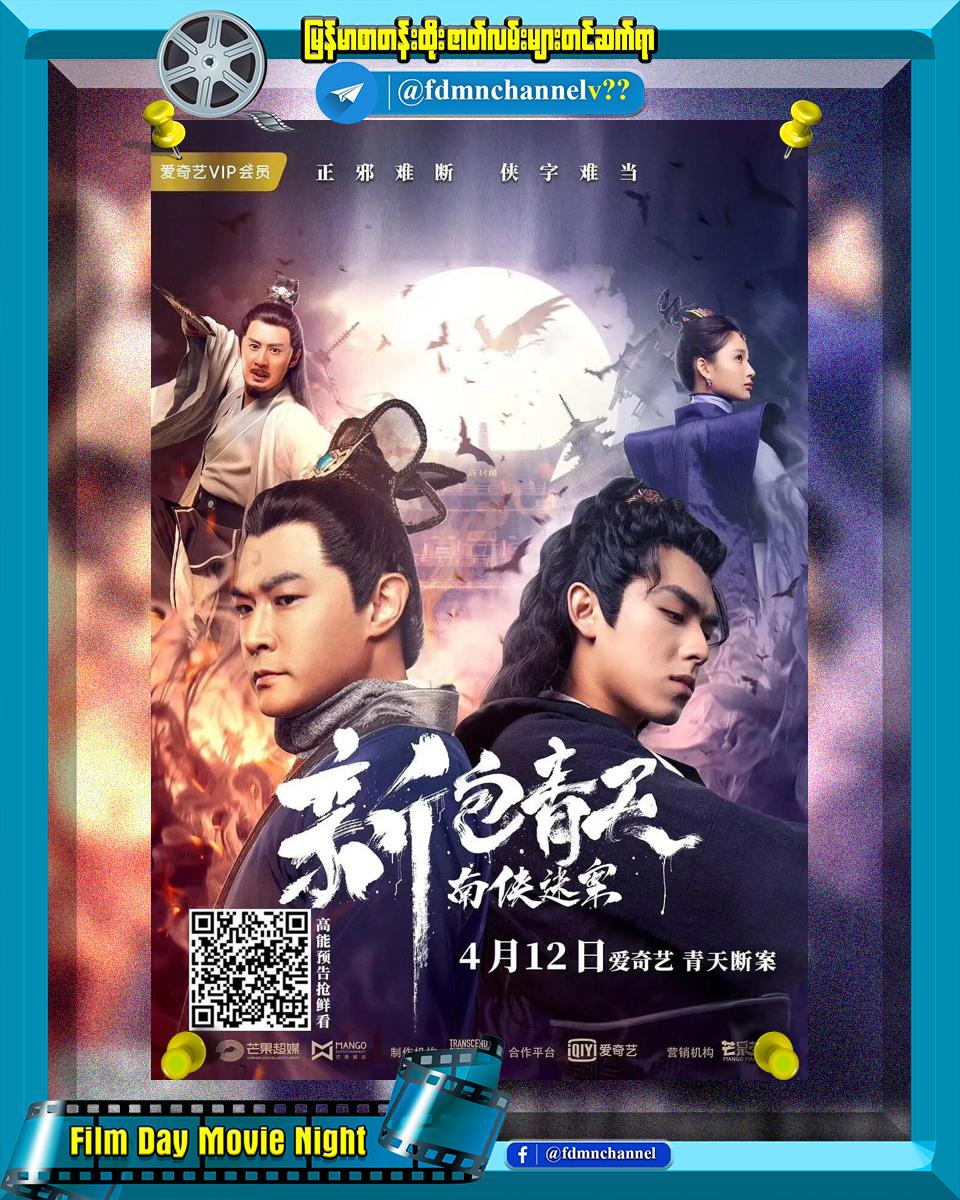 မြန်မာစာတန်းထိုးဇာတ်လမ်းများတင်ဆက်ရာ
@fdmnchannelv??
爱奇艺VIP会员
正邪难断 侠字难当
新包青天
南侠迷案
高能预告抢鲜看
4月12日爱奇艺 青天断案
芒果超媒
MANGO
制作机构
TRANSCEND
合作平台
iQIYI 爱奇艺
营销机构
Film Day Movie Night
f @fdmnchannel